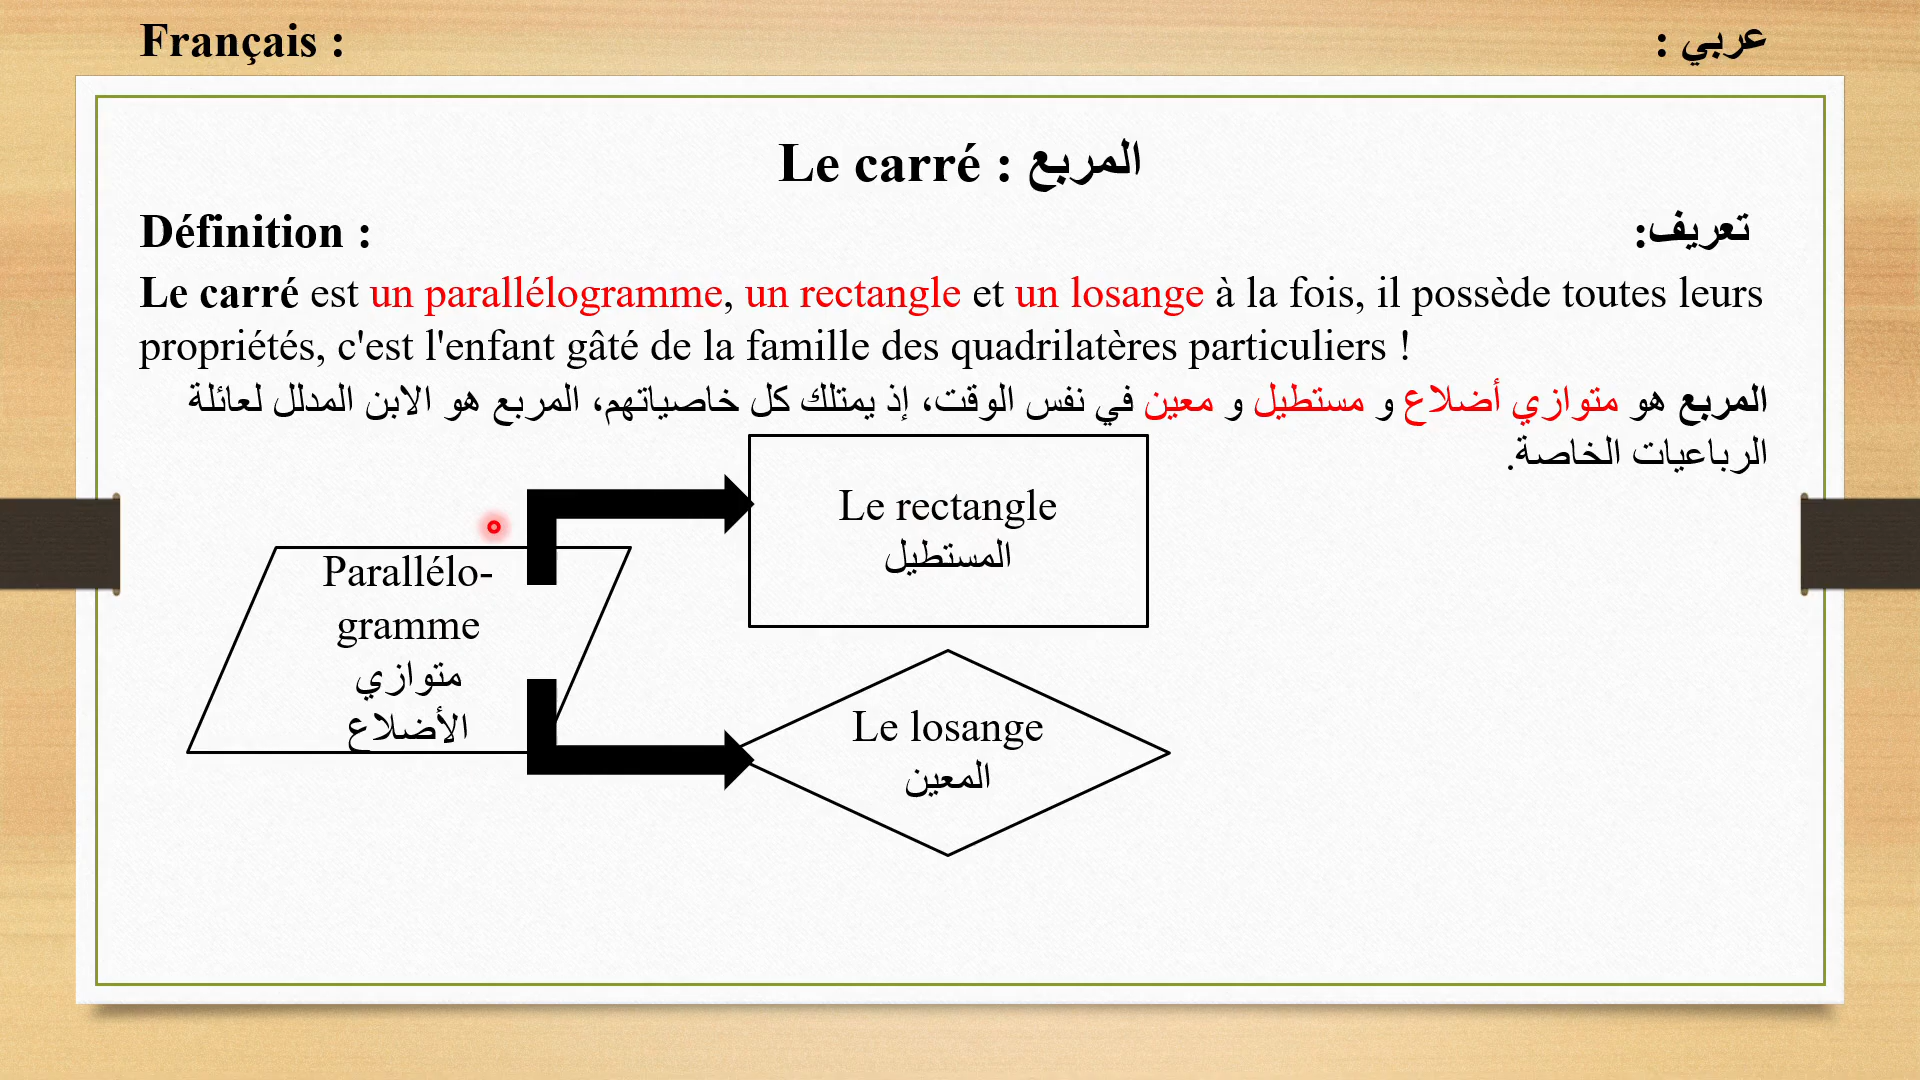 Français :
عربي :
Le carré : المربع
Définition :
تعريف:
Le carré est un parallélogramme, un rectangle et un losange à la fois, il possède toutes leurs
propriétés, c'est l'enfant gâté de la famille des quadrilatères particuliers !
المربع هو متوازي أضلاع و مستطيل و معين في نفس الوقت، إذ يمتلك كل خاصياتهم، المربع هو الابن المدلل لعائلة
الرباعيات الخاصة.
Le rectangle
المستطيل
Parallélo-
gramme
متوازي
الأضلاع
Le losange
المعين